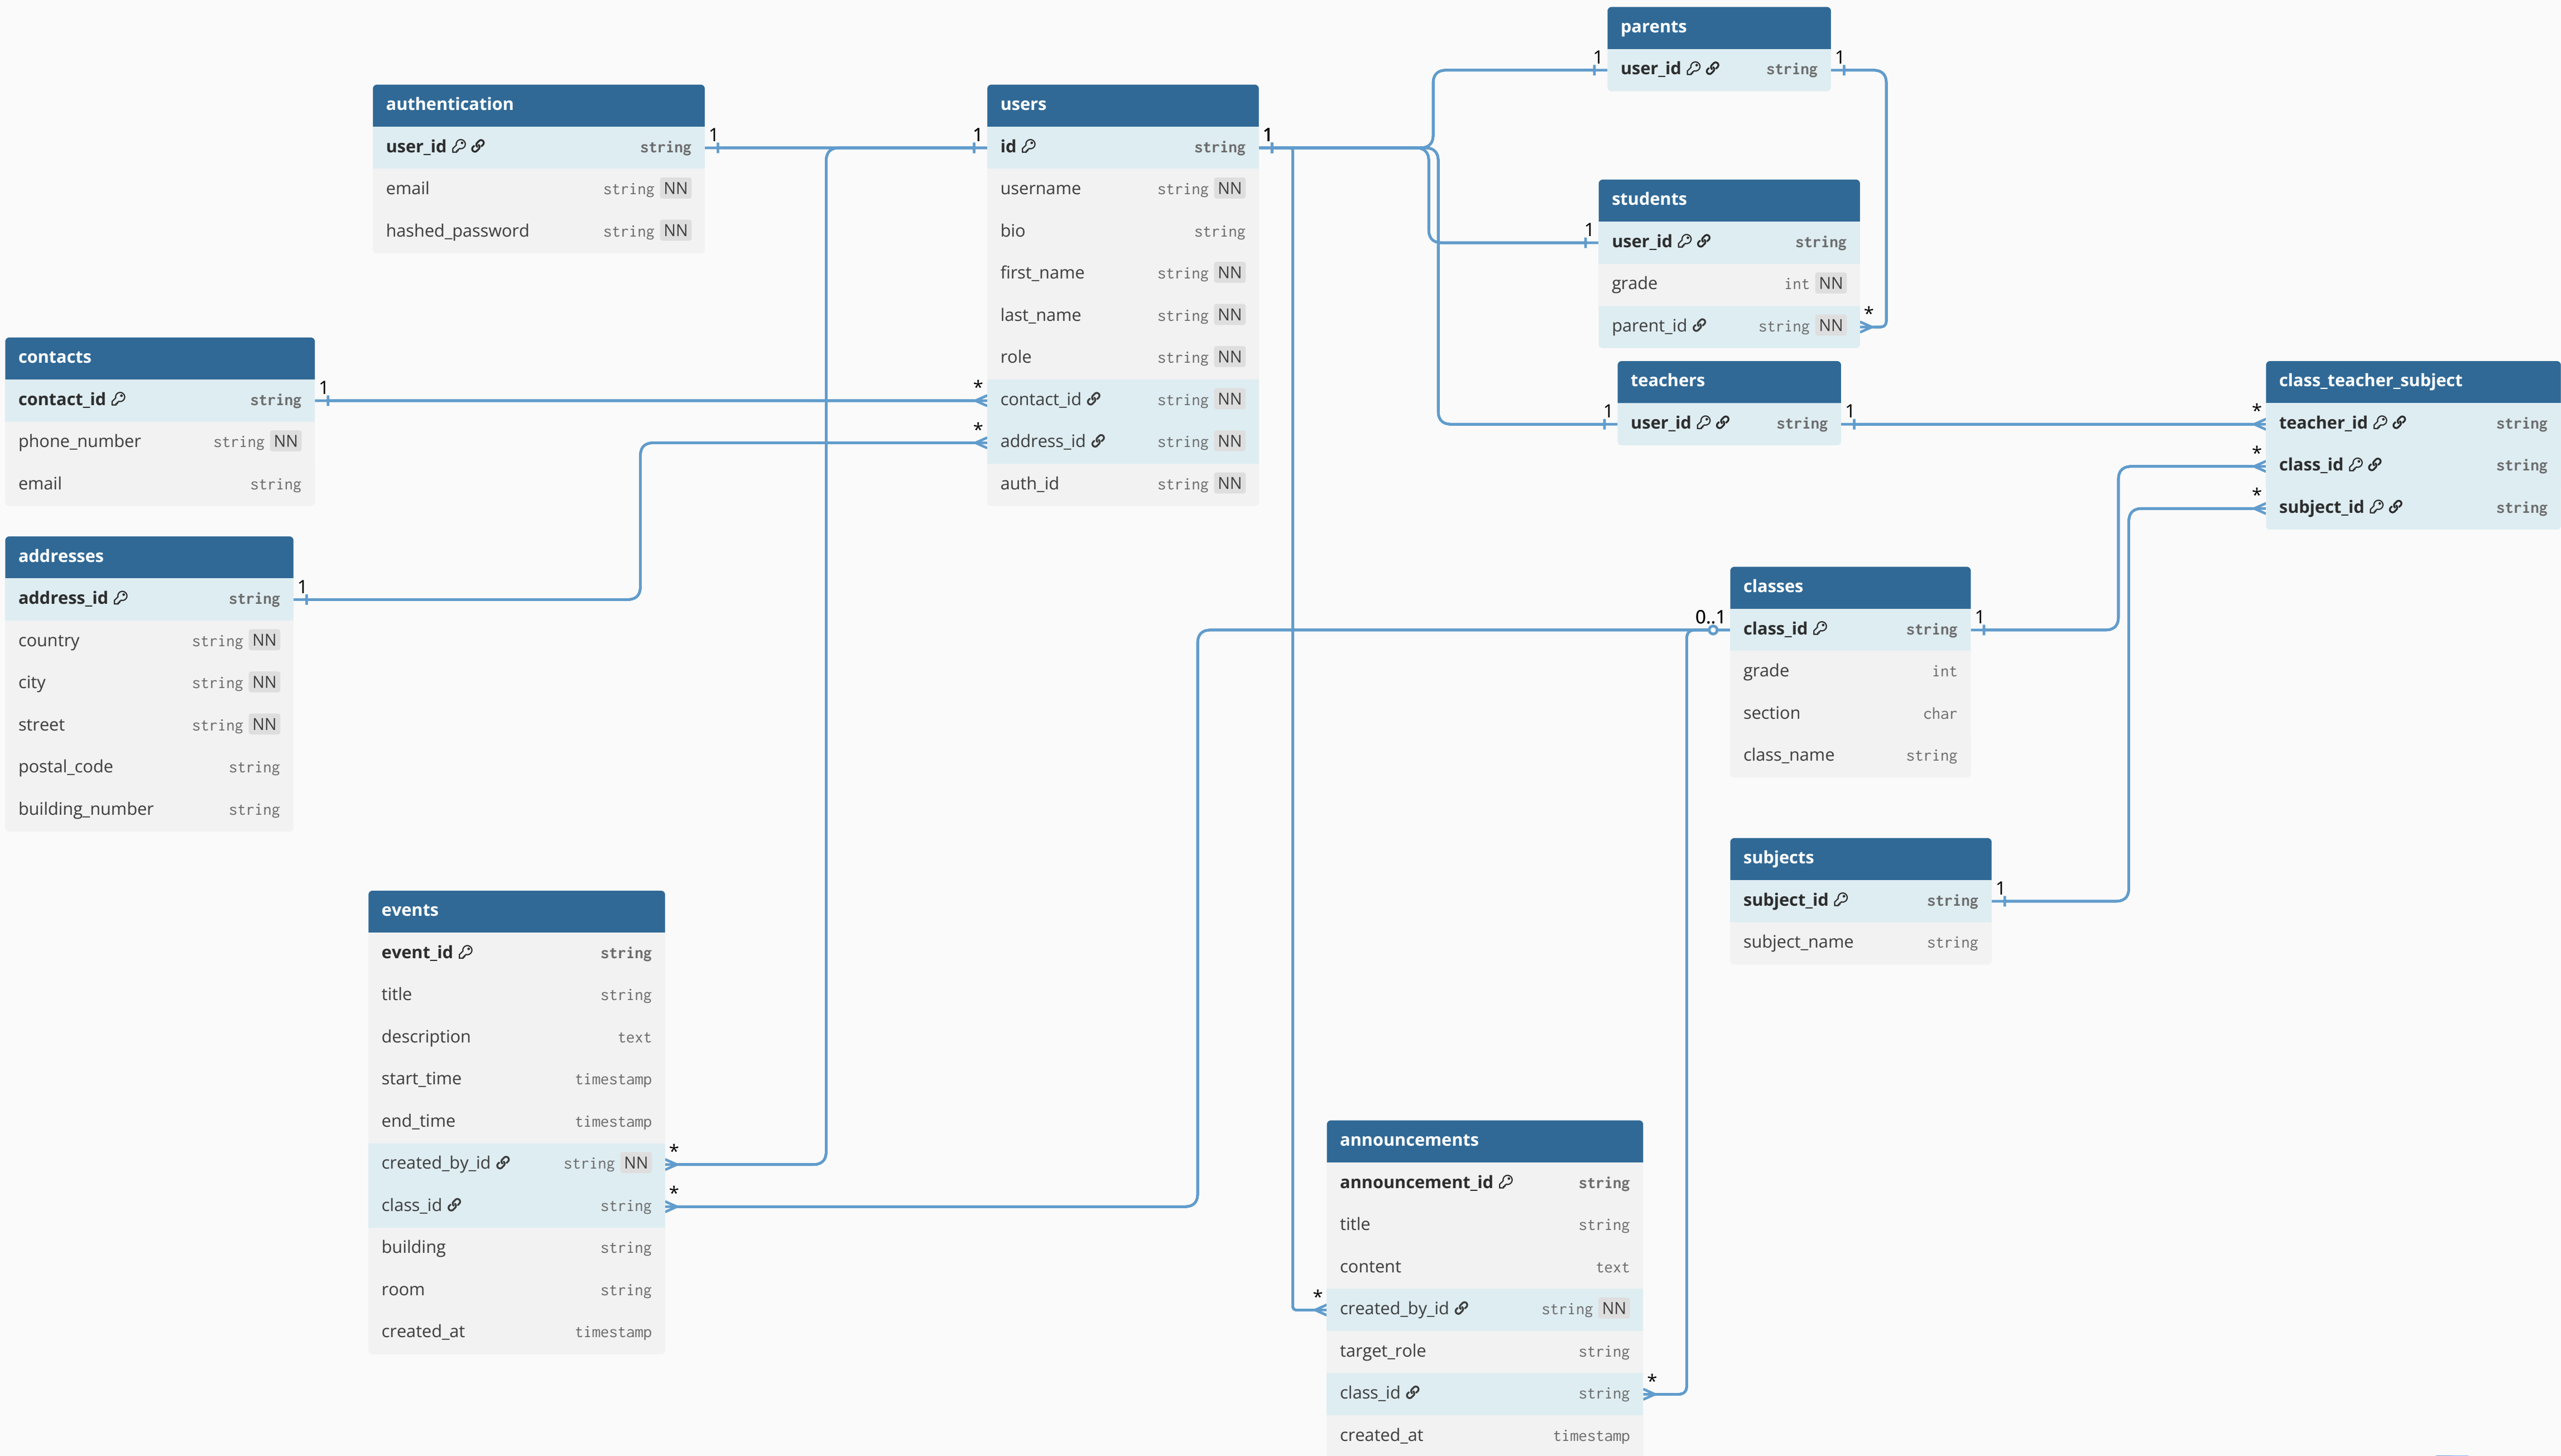 parents
1 user_id string 1
authentication
1 user_id string 1
email string NN
hashed_password string NN
users
1 id string 1
username string NN
bio string
first_name string NN
last_name string NN
role string NN
* contact_id string NN
* address_id string NN
auth_id string NN
students
1 user_id string
grade int NN
parent_id string NN *
contacts
contact_id string 1
phone_number string NN
email string
teachers
1 user_id string 1
class_teacher_subject
* teacher_id string
* class_id string
* subject_id string
addresses
address_id string 1
country string NN
city string NN
street string NN
postal_code string
building_number string
classes
0..1 class_id string 1
grade int
section char
class_name string
subjects
subject_id string 1
subject_name string
events
event_id string
title string
description text
start_time timestamp
end_time timestamp
created_by_id string NN *
class_id string *
building string
room string
created_at timestamp
announcements
announcement_id string
title string
content text
* created_by_id string NN
target_role string
class_id string *
created_at timestamp